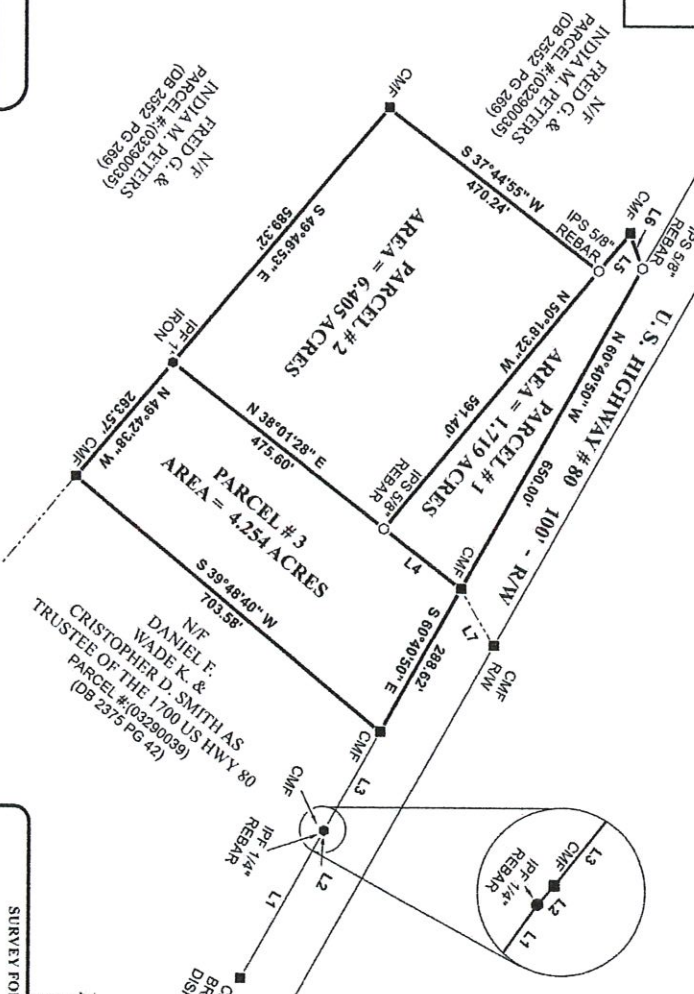 N/F
FRED G. &
INDIA M. PETERS
PARCEL #:(03290035)
(DB 2552 PG 269)
N/F
FRED G. &
INDIA M. PETERS
PARCEL #:(03290035)
(DB 2552 PG 269)
CMF
S 37°44'55" W
470.24'
IPS 5/8"
REBAR
CMF
L6
IPS 5/8"
REBAR
L5
U.S. HIGHWAY # 80 100' - R/W
N 60°40'50" W
650.00'
PARCEL # 1
AREA = 1.719 ACRES
N 50°18'32" W
591.40'
PARCEL # 2
AREA = 6.405 ACRES
S 49°46'53" E
589.32'
IPF 1"
IRON
N 38°01'28" E
475.60'
IPS 5/8"
REBAR
L4
CMF
L7
CMF
R/W
N 49°42'38" W
263.57'
CMF
PARCEL # 3
AREA = 4.254 ACRES
S 60°40'50" E
288.62'
S 39°48'40" W
703.58'
CMF
N/F
DANIEL F.
WADE K. &
CRISTOPHER D. SMITH AS
TRUSTEE OF THE 1700 US HWY 80
PARCEL #:(03290039)
(DB 2375 PG 42)
L3
CMF
IPF 1/4"
REBAR
L2
L1
L3
CMF
L2
IPF 1/4"
REBAR
L1
SURVEY FO